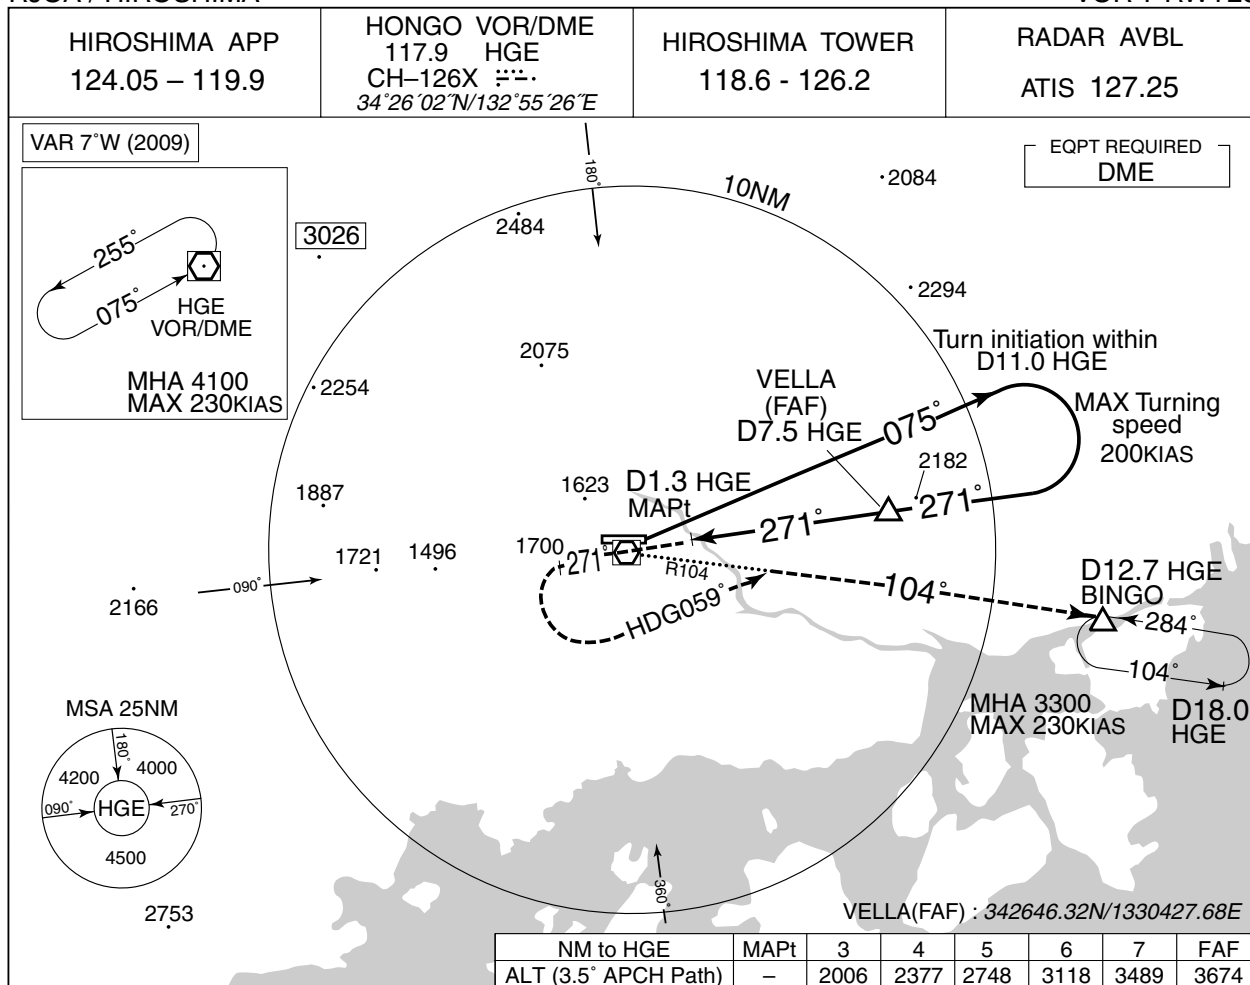 HIROSHIMA APP
124.05 – 119.9
HONGO VOR/DME
117.9 HGE
CH–126X
34°26´02˝N/132°55´26˝E
HIROSHIMA TOWER
118.6 - 126.2
RADAR AVBL
ATIS 127.25
VAR 7°W (2009)
EQPT REQUIRED
DME
255°
075°
HGE
VOR/DME
MHA 4100
MAX 230KIAS
3026
180°
10NM
2084
2484
2294
2075
2254
Turn initiation within
D11.0 HGE
VELLA
(FAF)
D7.5 HGE
075°
MAX Turning
speed
200KIAS
2182
1887
1623
D1.3 HGE
MAPt
271°
271°
1721
1496
1700
271°
R104
HDG059°
104°
090°
2166
D12.7 HGE
BINGO
284°
104°
MHA 3300
MAX 230KIAS
D18.0
HGE
MSA 25NM
180°
4200
4000
090°
HGE
270°
4500
2753
360°
VELLA(FAF) : 342646.32N/1330427.68E
NM to HGE MAPt 3 4 5 6 7 FAF
ALT (3.5° APCH Path) – 2006 2377 2748 3118 3489 3674